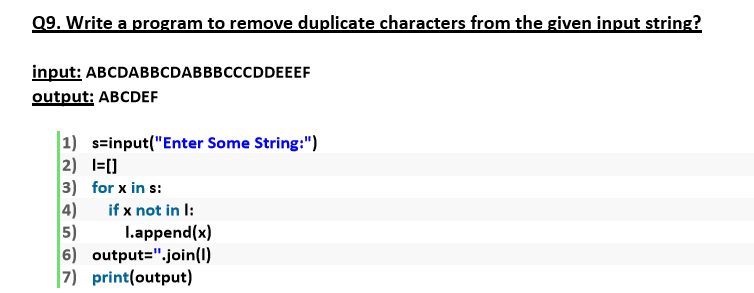 Q9. Write a program to remove duplicate characters from the given input string?
input: ABCDABBCDABBBCCCDDEEEF
output: ABCDEF
1) s=input("Enter Some String:")
2) l=[]
3) for x in s:
4)     if x not in l:
5)         l.append(x)
6) output=''.join(l)
7) print(output)